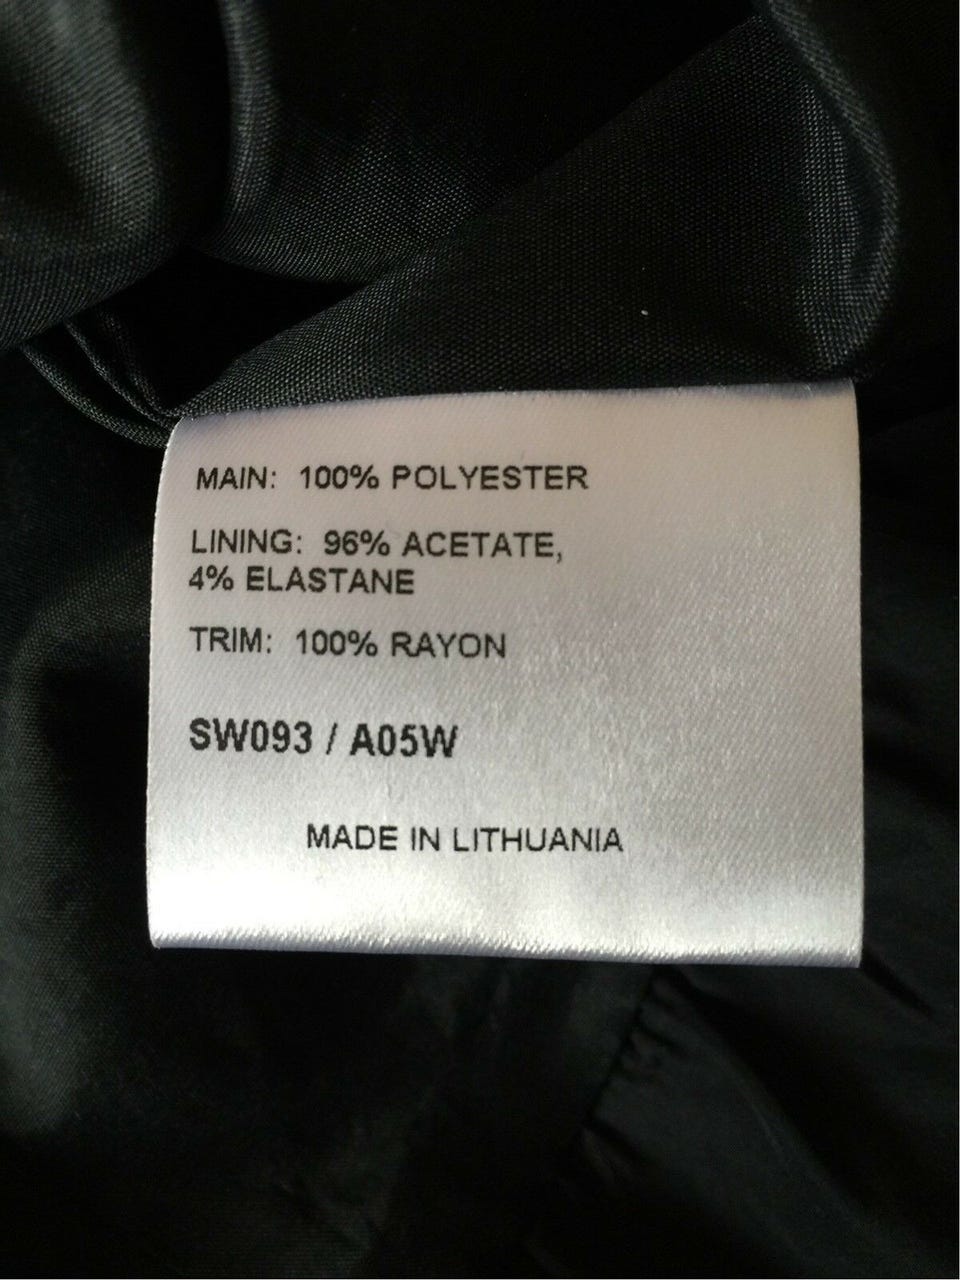 MAIN: 100% POLYESTER
LINING: 96% ACETATE,
4% ELASTANE
TRIM: 100% RAYON
SW093 / A05W
MADE IN LITHUANIA